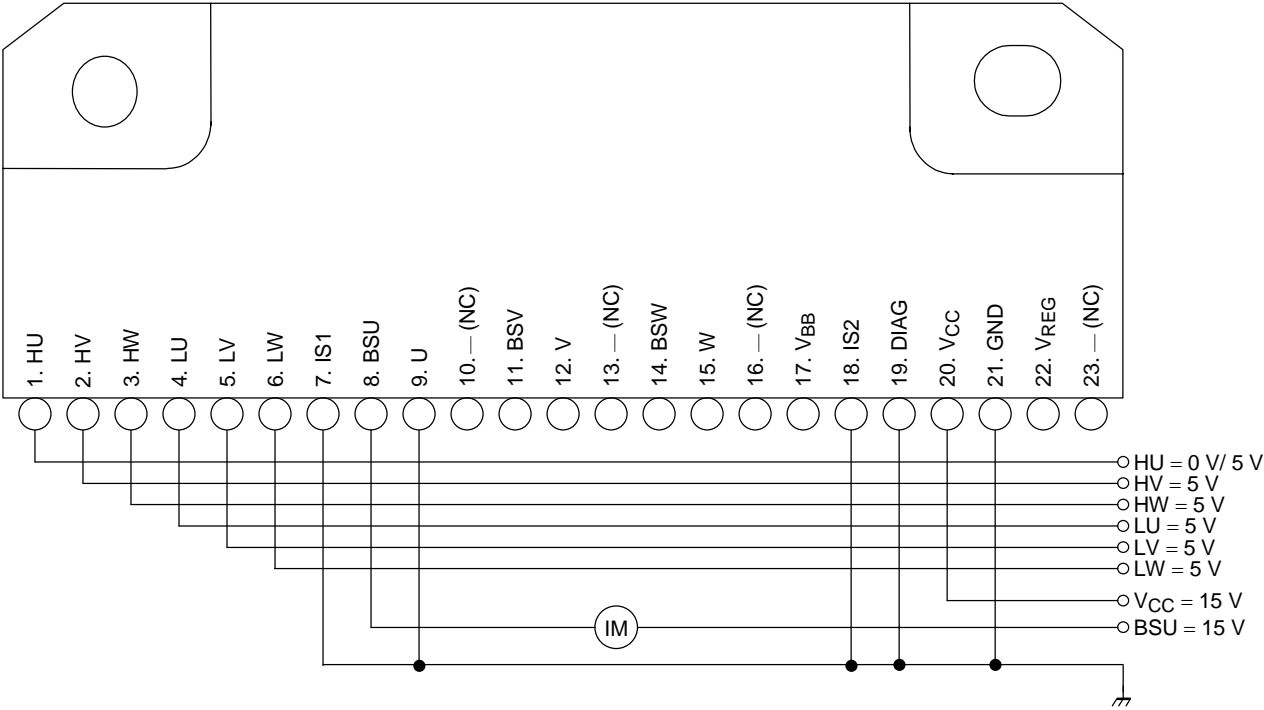 1. HU
2. HV
3. HW
4. LU
5. LV
6. LW
7. IS1
8. BSU
9. U
10. — (NC)
11. BSV
12. V
13. — (NC)
14. BSW
15. W
16. — (NC)
17. VBB
18. IS2
19. DIAG
20. VCC
21. GND
22. VREG
23. — (NC)
HU = 0 V/ 5 V
HV = 5 V
HW = 5 V
LU = 5 V
LV = 5 V
LW = 5 V
VCC = 15 V
IM
BSU = 15 V